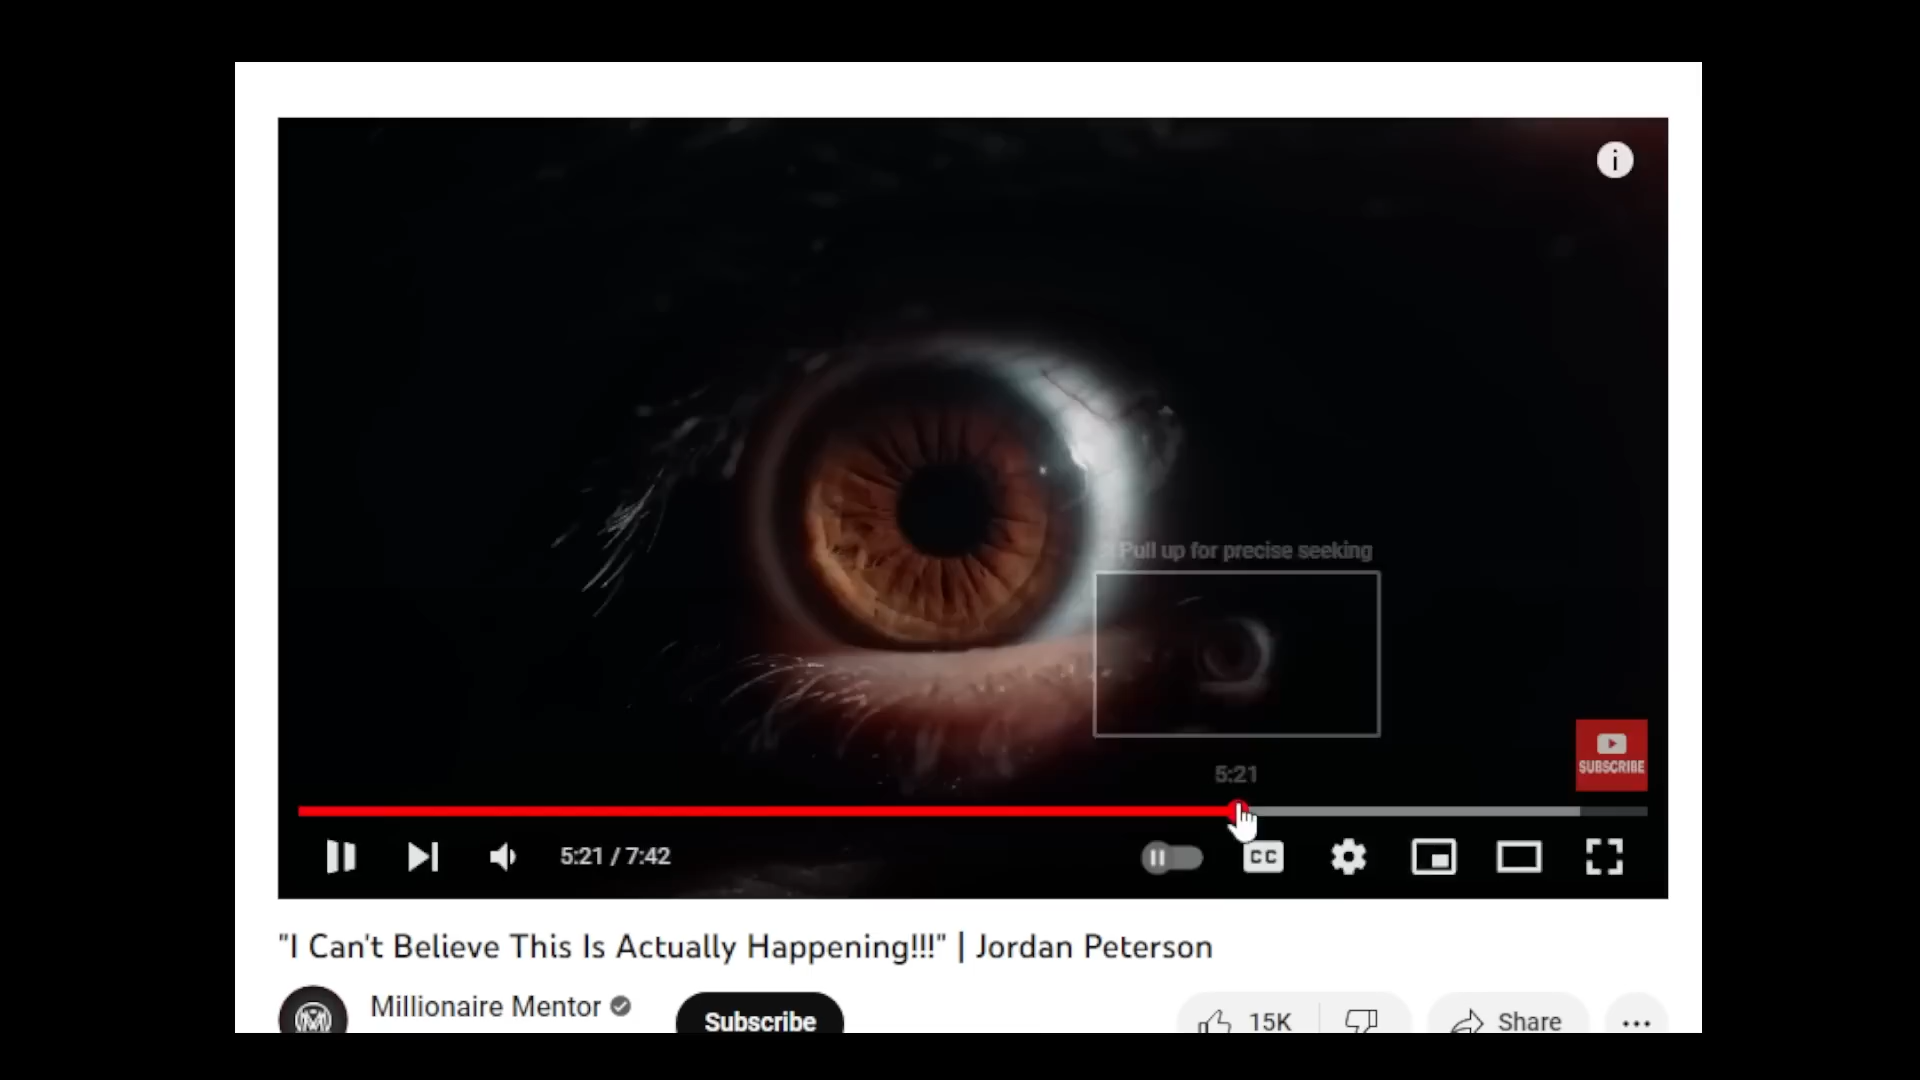 i
Pull up for precise seeking
SUBSCRIBE
5:21
5:21 / 7:42
CC
"I Can't Believe This Is Actually Happening!!!" | Jordan Peterson
Millionaire Mentor
Subscribe
15K
Share